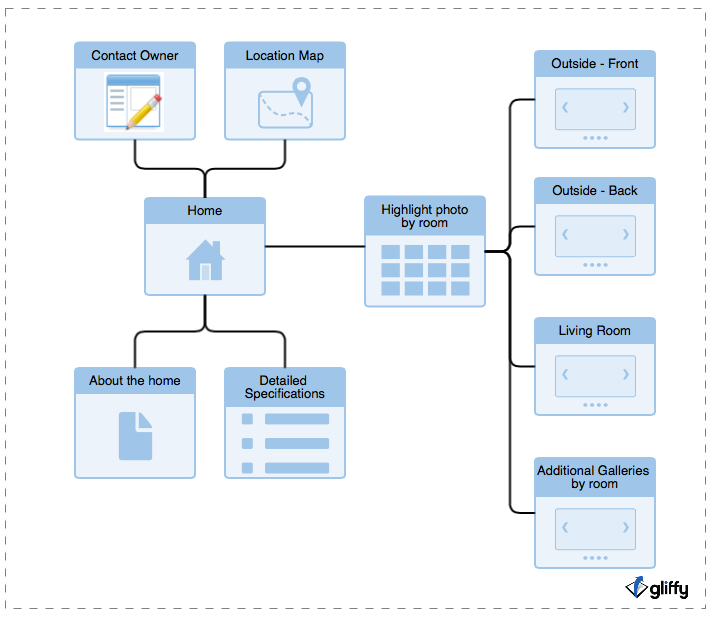 Contact Owner
Location Map
Outside - Front
Outside - Back
Home
Highlight photo
by room
Living Room
About the home
Detailed
Specifications
Additional Galleries
by room
gliffy